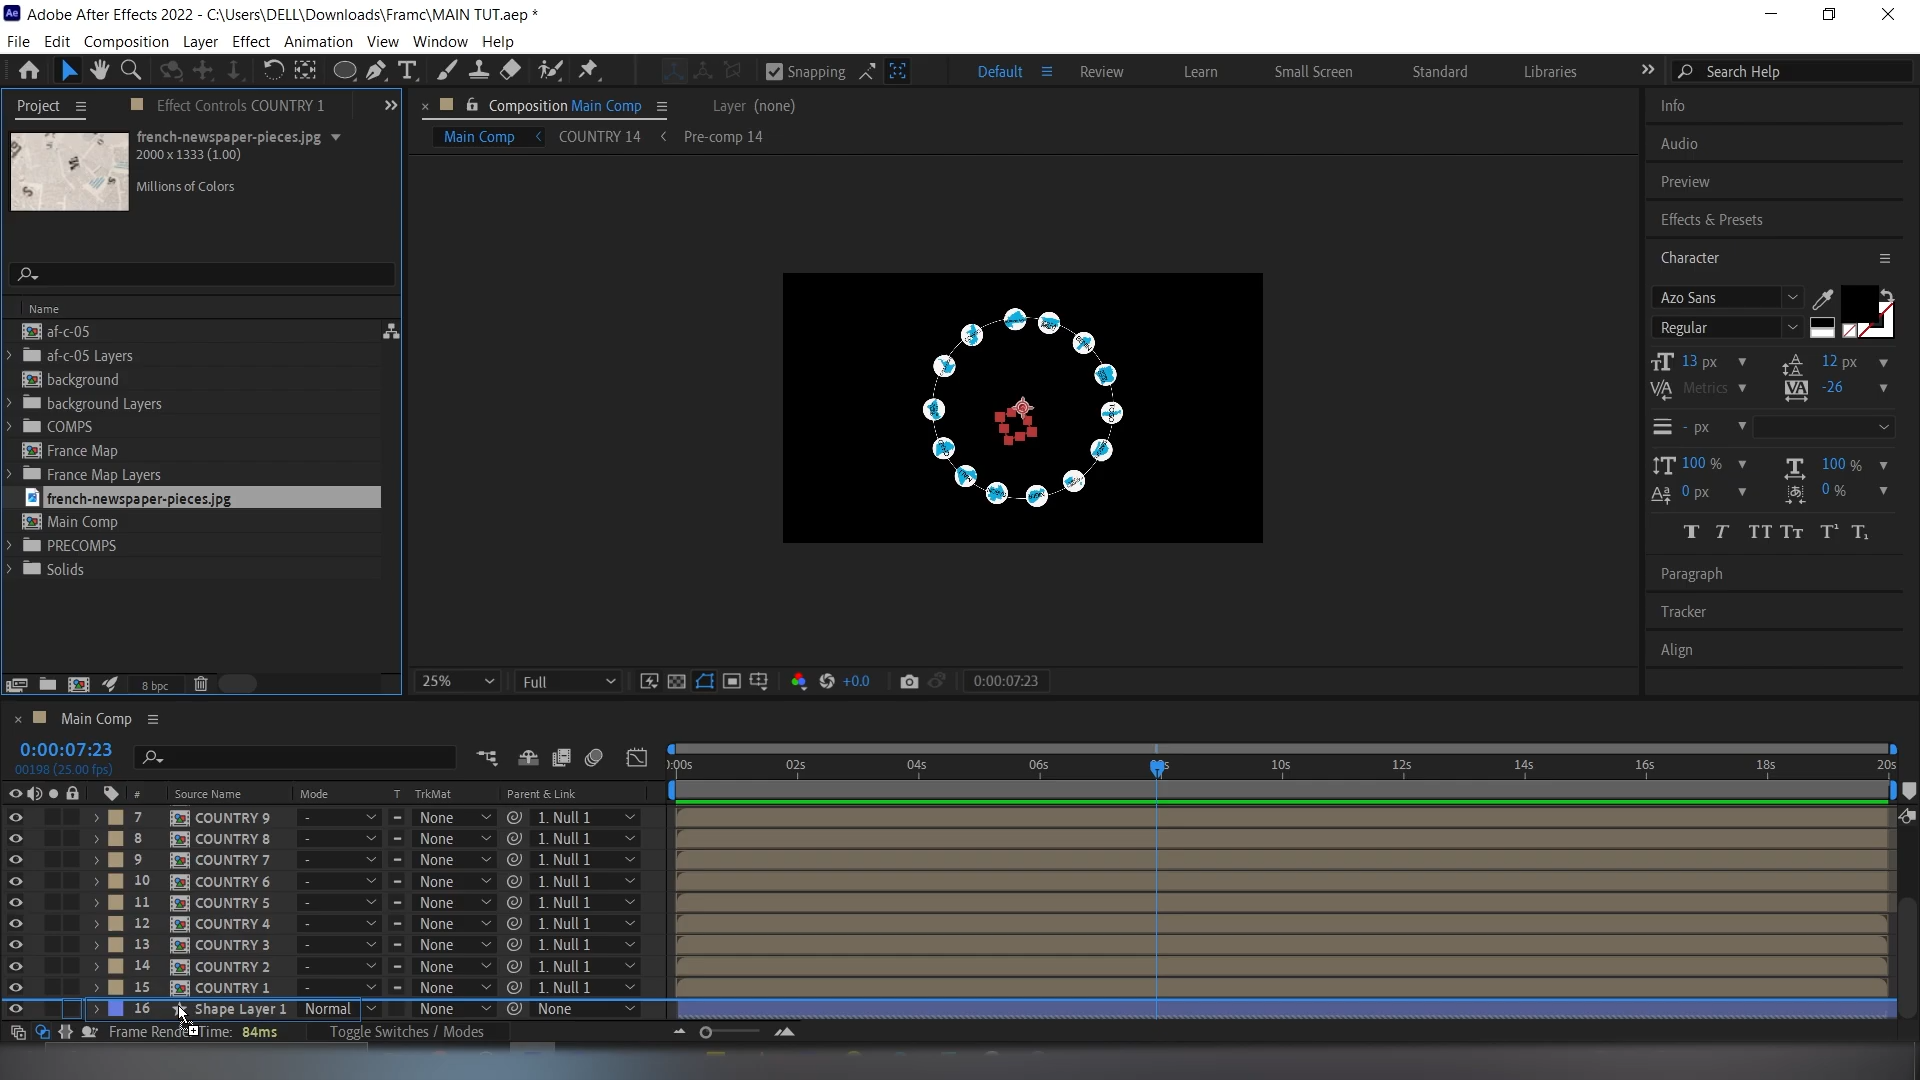 Adobe After Effects 2022 - C:\Users\DELL\Downloads\Framc\MAIN TUT.aep *
File Edit Composition Layer Effect Animation View Window Help
Snapping
Default Review Learn Small Screen Standard Libraries
Search Help
Project
Effect Controls COUNTRY 1
french-newspaper-pieces.jpg
2000 x 1333 (1.00)
Millions of Colors
Name
af-c-05
af-c-05 Layers
background
background Layers
COMPS
France Map
France Map Layers
french-newspaper-pieces.jpg
Main Comp
PRECOMPS
Solids
8 bpc
Composition Main Comp
Layer (none)
Main Comp
COUNTRY 14
Pre-comp 14
25%
Full
+0.0
0:00:07:23
Info
Audio
Preview
Effects & Presets
Character
Azo Sans
Regular
13 px
12 px
Metrics
-26
- px
100 %
100 %
0 px
0 %
Paragraph
Tracker
Align
Main Comp
0:00:07:23
00198 (25.00 fps)
# Source Name Mode T TrkMat Parent & Link
):00s 02s 04s 06s 10s 12s 14s 16s 18s 20s
7 COUNTRY 9 - None 1. Null 1
8 COUNTRY 8 - None 1. Null 1
9 COUNTRY 7 - None 1. Null 1
10 COUNTRY 6 - None 1. Null 1
11 COUNTRY 5 - None 1. Null 1
12 COUNTRY 4 - None 1. Null 1
13 COUNTRY 3 - None 1. Null 1
14 COUNTRY 2 - None 1. Null 1
15 COUNTRY 1 - None 1. Null 1
16 Shape Layer 1 Normal None None
Frame Render Time: 84ms
Toggle Switches / Modes